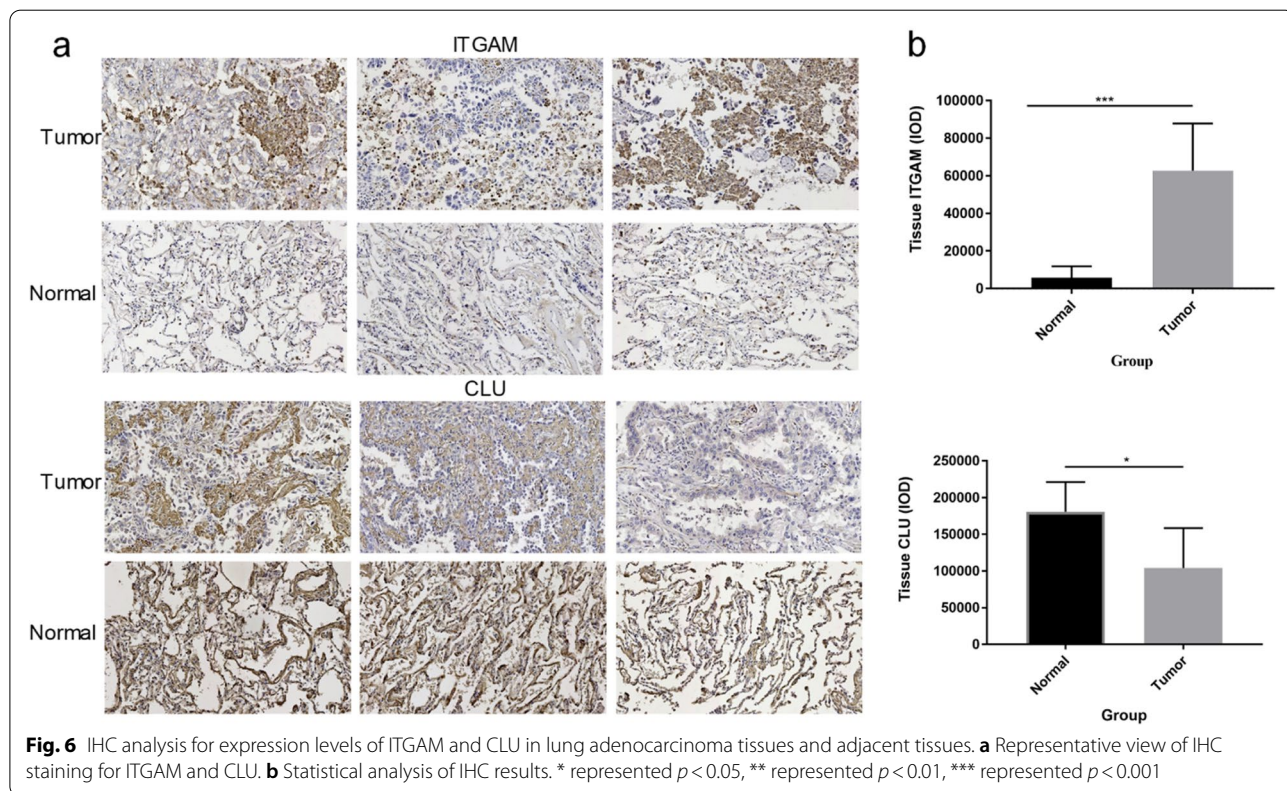 a
ITGAM
Tumor
Normal
CLU
Tumor
Normal
b
***
Tissue ITGAM (IOD)
100000
80000
60000
40000
20000
0
Normal
Tumor
Group
*
Tissue CLU (IOD)
250000
200000
150000
100000
50000
0
Normal
Tumor
Group
Fig. 6 IHC analysis for expression levels of ITGAM and CLU in lung adenocarcinoma tissues and adjacent tissues. a Representative view of IHC
staining for ITGAM and CLU. b Statistical analysis of IHC results. * represented p < 0.05, ** represented p < 0.01, *** represented p < 0.001